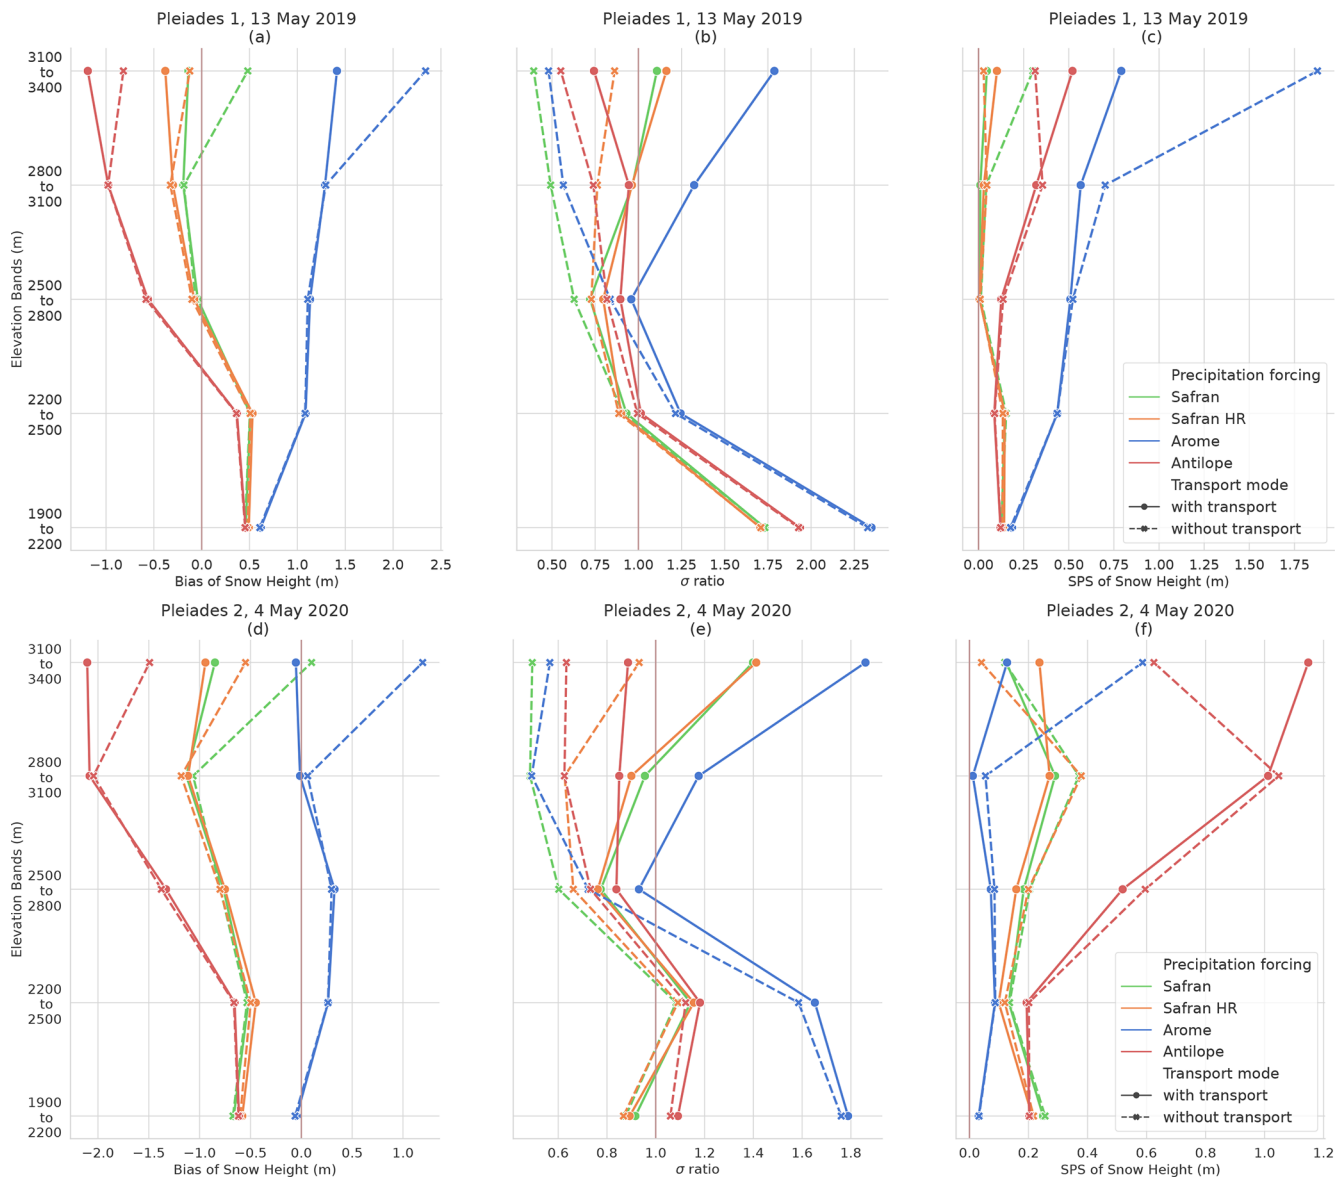 Pleiades 1, 13 May 2019
(a)
Elevation Bands (m)
3100
to
3400
2800
to
3100
2500
to
2800
2200
to
2500
1900
to
2200
−1.0 −0.5 0.0 0.5 1.0 1.5 2.0 2.5
Bias of Snow Height (m)
Pleiades 1, 13 May 2019
(b)
0.50 0.75 1.00 1.25 1.50 1.75 2.00 2.25
σ ratio
Pleiades 1, 13 May 2019
(c)
Precipitation forcing
Safran
Safran HR
Arome
Antilope
Transport mode
with transport
without transport
0.00 0.25 0.50 0.75 1.00 1.25 1.50 1.75
SPS of Snow Height (m)
Pleiades 2, 4 May 2020
(d)
Elevation Bands (m)
3100
to
3400
2800
to
3100
2500
to
2800
2200
to
2500
1900
to
2200
−2.0 −1.5 −1.0 −0.5 0.0 0.5 1.0
Bias of Snow Height (m)
Pleiades 2, 4 May 2020
(e)
0.6 0.8 1.0 1.2 1.4 1.6 1.8
σ ratio
Pleiades 2, 4 May 2020
(f)
Precipitation forcing
Safran
Safran HR
Arome
Antilope
Transport mode
with transport
without transport
0.0 0.2 0.4 0.6 0.8 1.0 1.2
SPS of Snow Height (m)